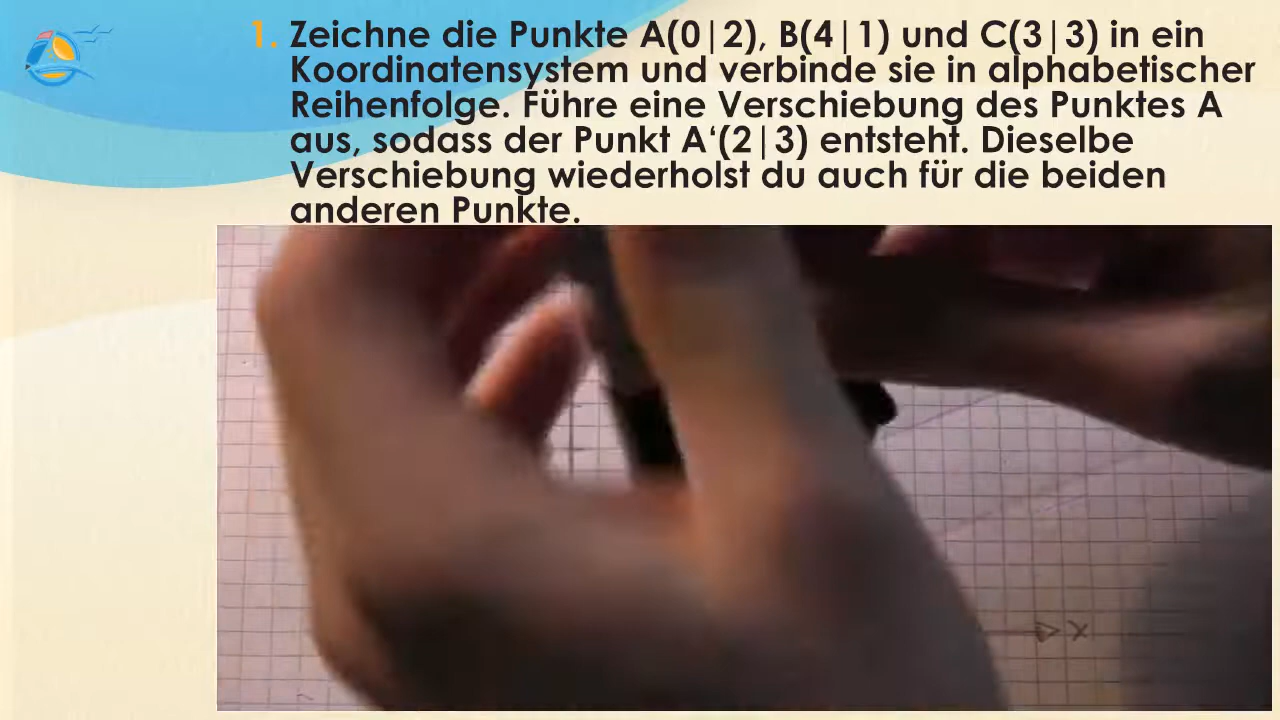 1. Zeichne die Punkte A(0|2), B(4|1) und C(3|3) in ein
Koordinatensystem und verbinde sie in alphabetischer
Reihenfolge. Führe eine Verschiebung des Punktes A
aus, sodass der Punkt A‘(2|3) entsteht. Dieselbe
Verschiebung wiederholst du auch für die beiden
anderen Punkte.
x